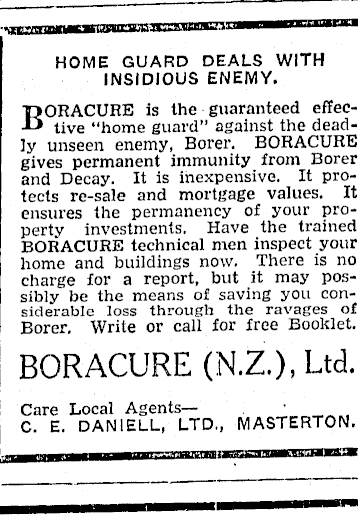 HOME GUARD DEALS WITH
INSIDIOUS ENEMY.
BORACURE is the guaranteed effec-
tive "home guard" against the dead-
ly unseen enemy, Borer. BORACURE
gives permanent immunity from Borer
and Decay. It is inexpensive. It pro-
tects re-sale and mortgage values. It
ensures the permanency of your pro-
perty investments. Have the trained
BORACURE technical men inspect your
home and buildings now. There is no
charge for a report, but it may pos-
sibly be the means of saving you con-
siderable loss through the ravages of
Borer. Write or call for free Booklet.
BORACURE (N.Z.), Ltd.
Care Local Agents—
C. E. DANIELL, LTD., MASTERTON.